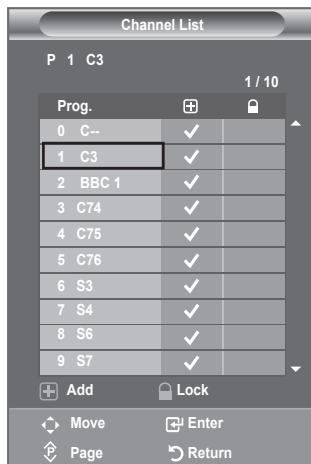 Channel List
P 1 C3
1 / 10
Prog.
0 C--
1 C3
2 BBC 1
3 C74
4 C75
5 C76
6 S3
7 S4
8 S6
9 S7
Add Lock
Move Enter
Page Return